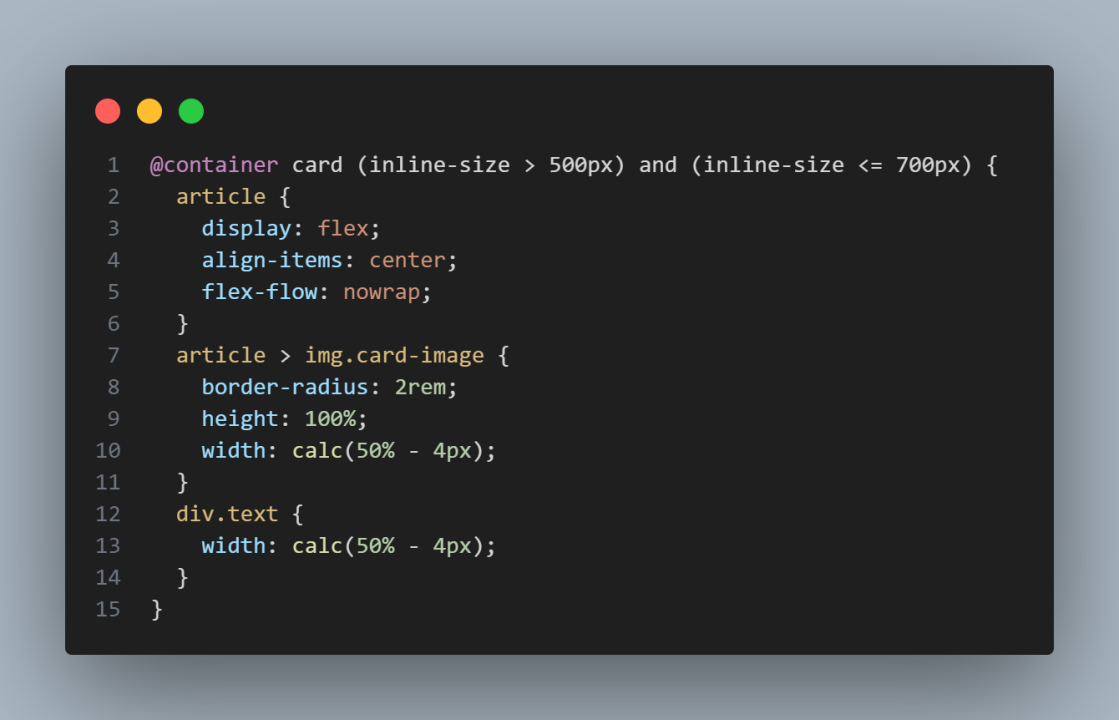 1 @container card (inline-size > 500px) and (inline-size <= 700px) {
2   article {
3     display: flex;
4     align-items: center;
5     flex-flow: nowrap;
6   }
7   article > img.card-image {
8     border-radius: 2rem;
9     height: 100%;
10     width: calc(50% - 4px);
11   }
12   div.text {
13     width: calc(50% - 4px);
14   }
15 }